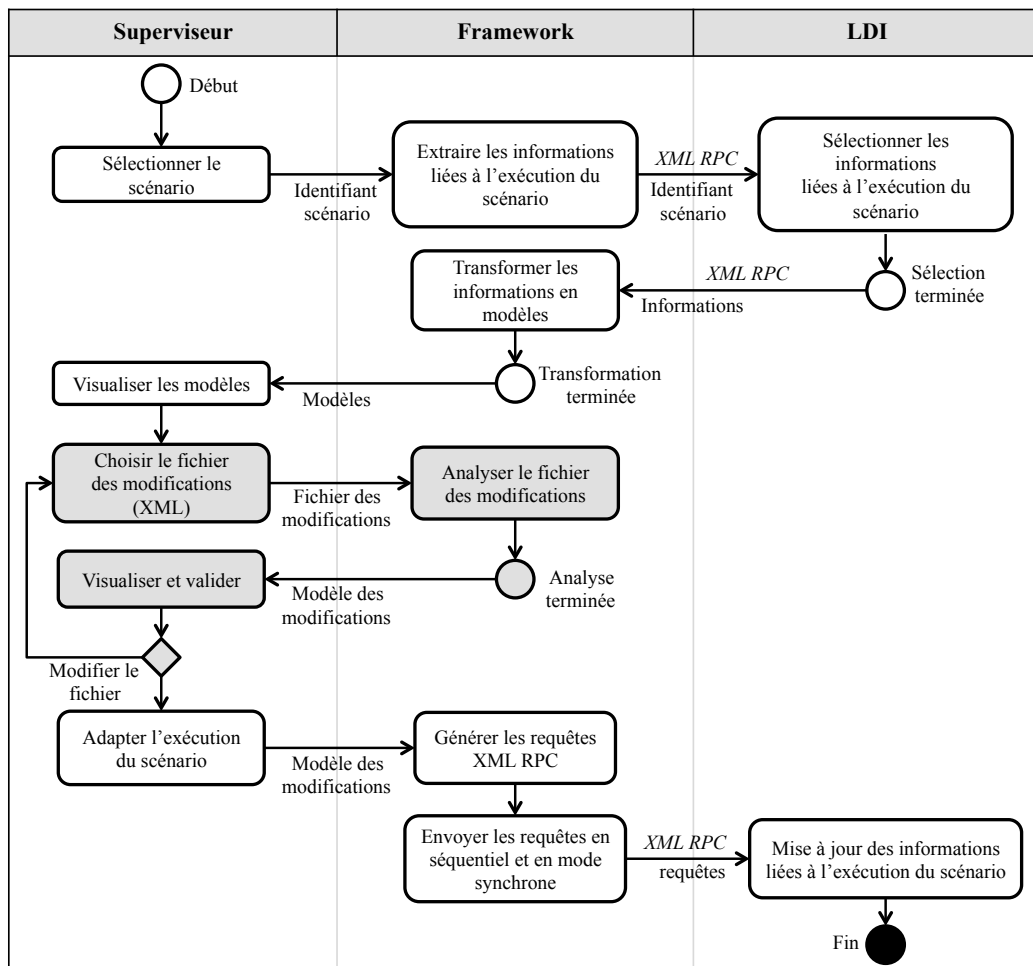 Superviseur
Framework
LDI
Début
Sélectionner le
scénario
Identifiant
scénario
Extraire les informations
liées à l'exécution du
scénario
XML RPC
Identifiant
scénario
Sélectionner les
informations
liées à l'exécution du
scénario
Sélection
terminée
XML RPC
Informations
Transformer les
informations en
modèles
Transformation
terminée
Modèles
Visualiser les modèles
Choisir le fichier
des modifications
(XML)
Fichier des
modifications
Analyser le fichier
des modifications
Analyse
terminée
Modèle des
modifications
Visualiser et valider
Modifier le
fichier
Adapter l'exécution
du scénario
Modèle des
modifications
Générer les requêtes
XML RPC
Envoyer les requêtes en
séquentiel et en mode
synchrone
XML RPC
requêtes
Mise à jour des informations
liées à l'exécution du scénario
Fin